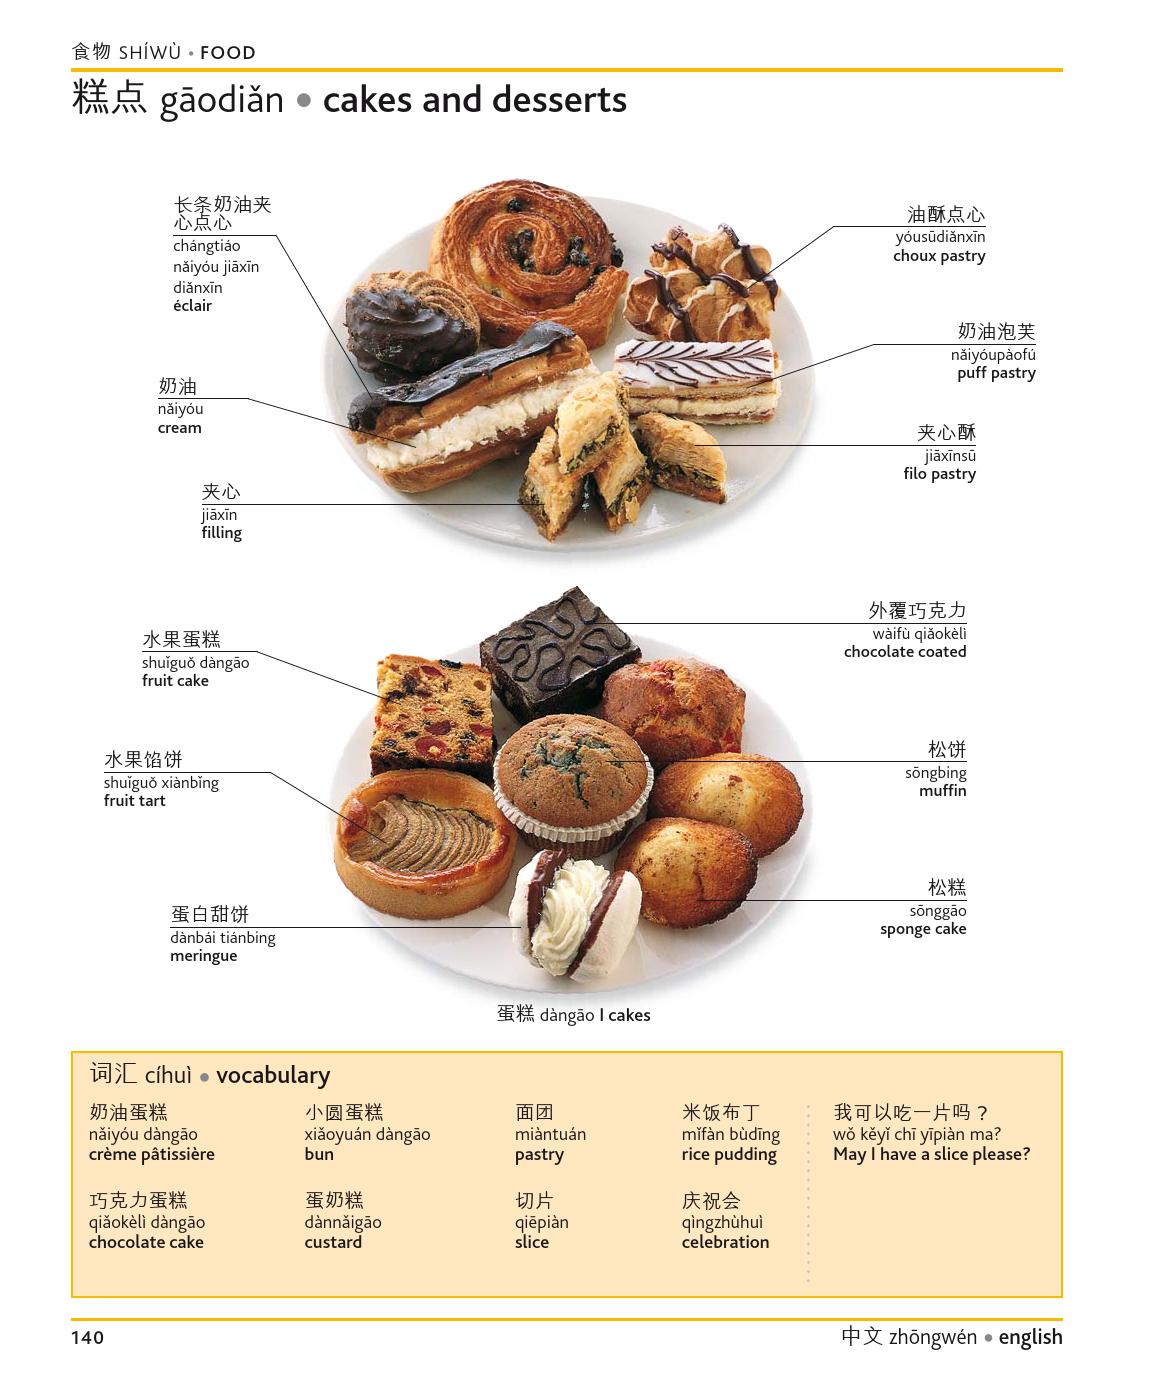 食物 SHÍWÙ • FOOD
糕点 gāodiǎn • cakes and desserts
长条奶油夹
心点心
chángtiáo
nǎiyóu jiāxīn
diǎnxīn
éclair
奶油
nǎiyóu
cream
夹心
jiāxīn
filling
油酥点心
yóusūdiǎnxīn
choux pastry
奶油泡芙
nǎiyóupàofú
puff pastry
夹心酥
jiāxīnsū
filo pastry
水果蛋糕
shuǐguǒ dàngāo
fruit cake
水果馅饼
shuǐguǒ xiànbǐng
fruit tart
蛋白甜饼
dànbái tiánbing
meringue
外覆巧克力
wàifù qiǎokèlì
chocolate coated
松饼
sōngbing
muffin
松糕
sōnggāo
sponge cake
蛋糕 dàngāo I cakes
词汇 cíhuì • vocabulary
奶油蛋糕
nǎiyóu dàngāo
crème pâtissière
巧克力蛋糕
qiǎokèlì dàngāo
chocolate cake
小圆蛋糕
xiǎoyuán dàngāo
bun
蛋奶糕
dànnǎigāo
custard
面团
miàntuán
pastry
切片
qiēpiàn
slice
米饭布丁
mǐfàn bùdīng
rice pudding
庆祝会
qìngzhùhuì
celebration
我可以吃一片吗？
wǒ kěyǐ chī yīpiàn ma?
May I have a slice please?
140
中文 zhōngwén • english